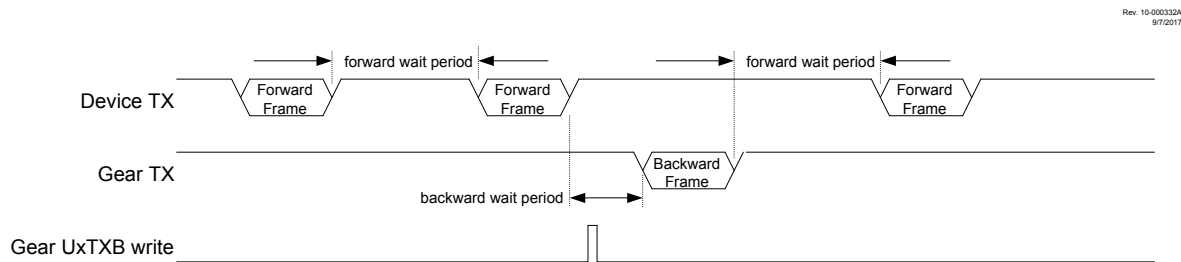 Rev. 10-000332A
9/7/2017
forward wait period
forward wait period
Device TX
Forward
Frame
Forward
Frame
Forward
Frame
Gear TX
Backward
Frame
backward wait period
Gear UxTXB write